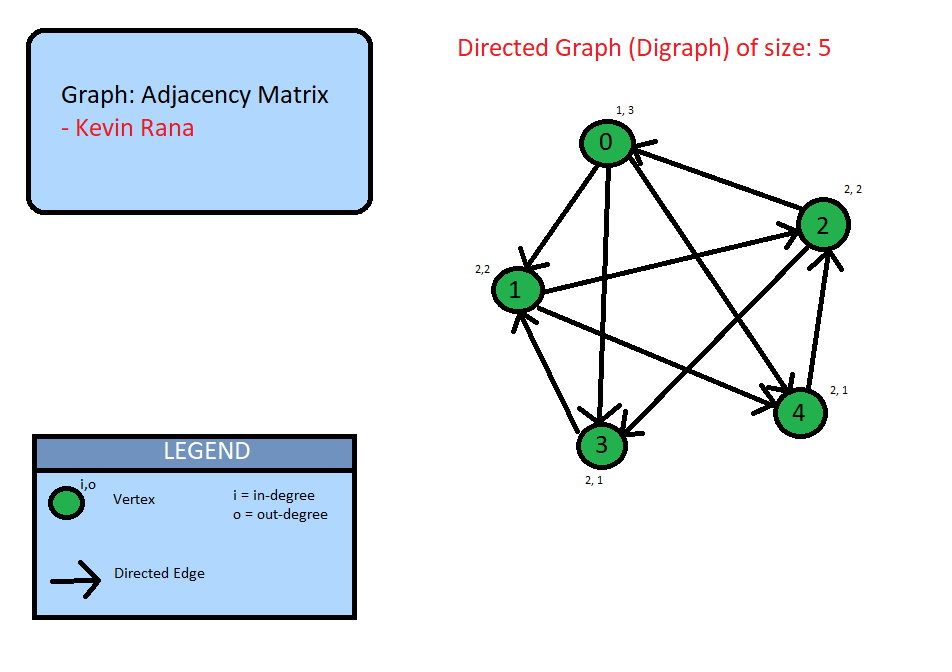 Graph: Adjacency Matrix
- Kevin Rana
Directed Graph (Digraph) of size: 5
1, 3
0
2, 2
2
2,2
1
2, 1
4
3
2, 1
LEGEND
i,o
Vertex
i = in-degree
o = out-degree
Directed Edge